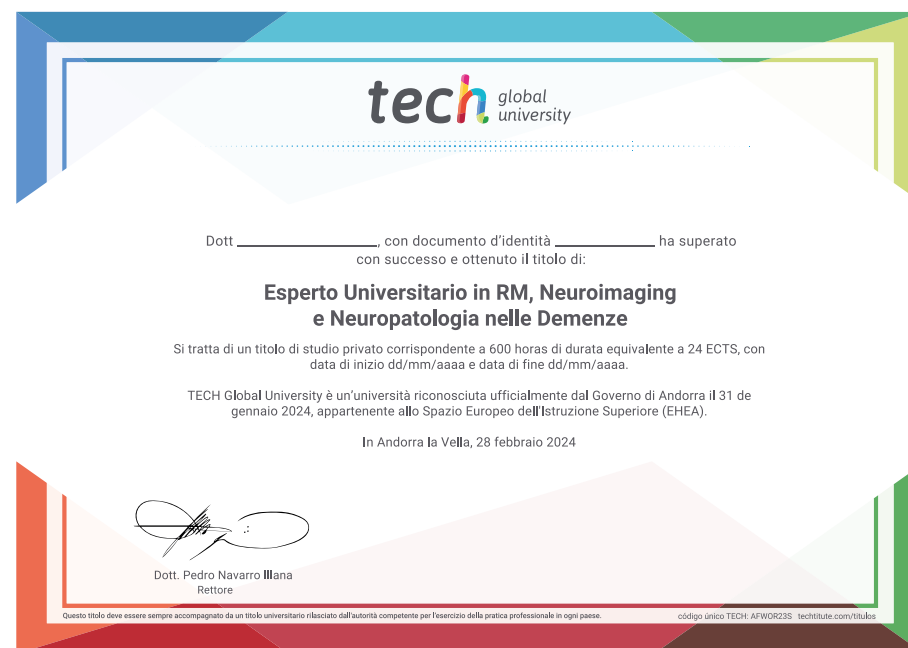 tech global
university
Dott ____________, con documento d'identità ____________ ha superato
con successo e ottenuto il titolo di:
Esperto Universitario in RM, Neuroimaging
e Neuropatologia nelle Demenze
Si tratta di un titolo di studio privato corrispondente a 600 horas di durata equivalente a 24 ECTS, con
data di inizio dd/mm/aaaa e data di fine dd/mm/aaaa.
TECH Global University è un'università riconosciuta ufficialmente dal Governo di Andorra il 31 de
gennaio 2024, appartenente allo Spazio Europeo dell'Istruzione Superiore (EHEA).
In Andorra la Vella, 28 febbraio 2024
Dott. Pedro Navarro Illana
Rettore
Questo titolo deve essere sempre accompagnato da un titolo universitario rilasciato dall'autorità competente per l'esercizio della pratica professionale in ogni paese.
código único TECH: AFWOR23S techtitute.com/titulos